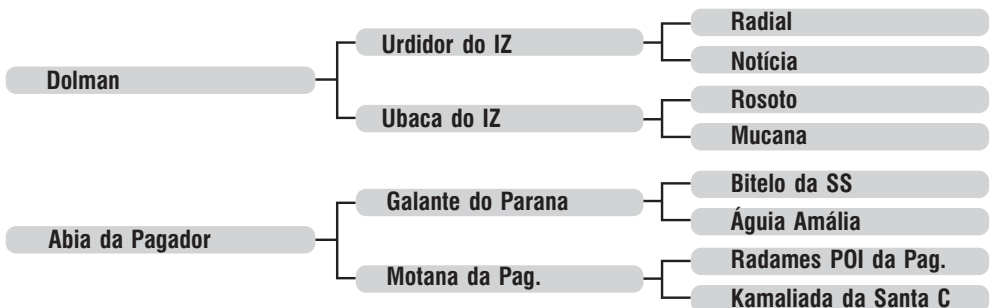 Radial
Urdidor do IZ
Notícia
Dolman
Rosoto
Ubaca do IZ
Mucana
Bitelo da SS
Galante do Parana
Águia Amália
Abia da Pagador
Radames POI da Pag.
Motana da Pag.
Kamaliada da Santa C